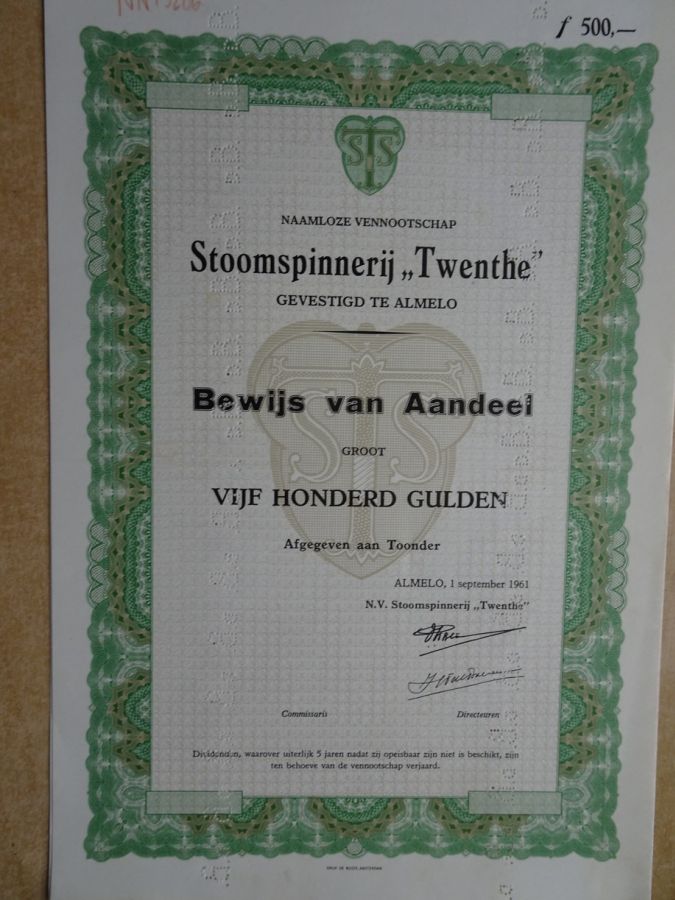 f 500,—
STS
NAAMLOZE VENNOOTSCHAP
Stoomspinnerij „Twenthe"
GEVESTIGD TE ALMELO
STS
Bewijs van Aandeel
GROOT
VIJF HONDERD GULDEN
Afgegeven aan Toonder
ALMELO, 1 september 1961
N.V. Stoomspinnerij „Twenthe"
Commissaris Directeuren
Dividenden, waarover uiterlijk 5 jaren nadat zij opeisbaar zijn niet is beschikt, zijn
ten behoeve van de vennootschap verjaard.